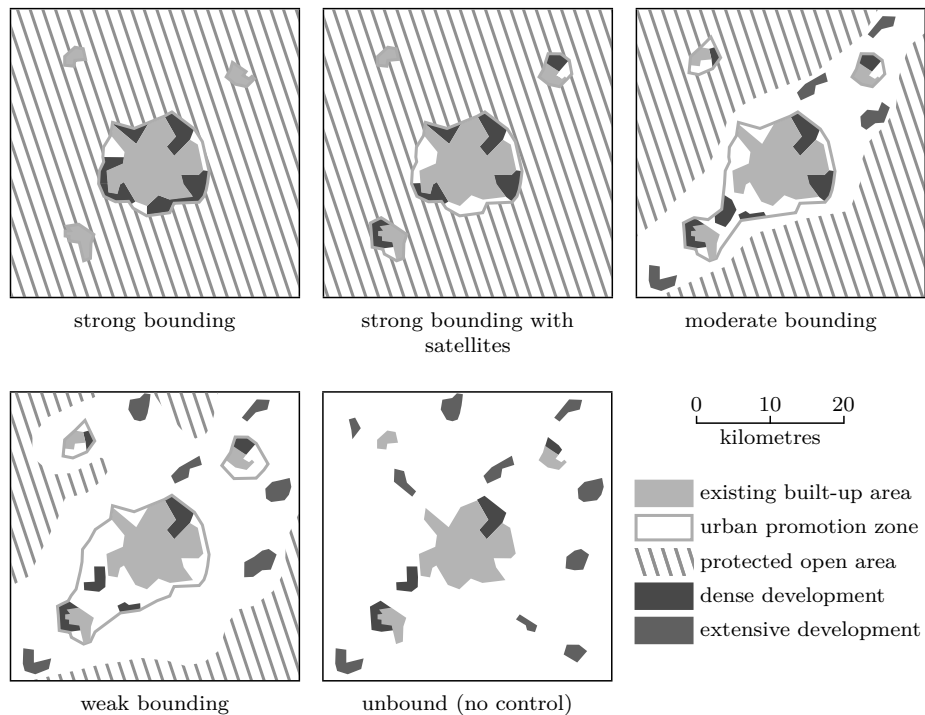 strong bounding
strong bounding with
satellites
moderate bounding
weak bounding
unbound (no control)
0 10 20
kilometres
existing built-up area
urban promotion zone
protected open area
dense development
extensive development